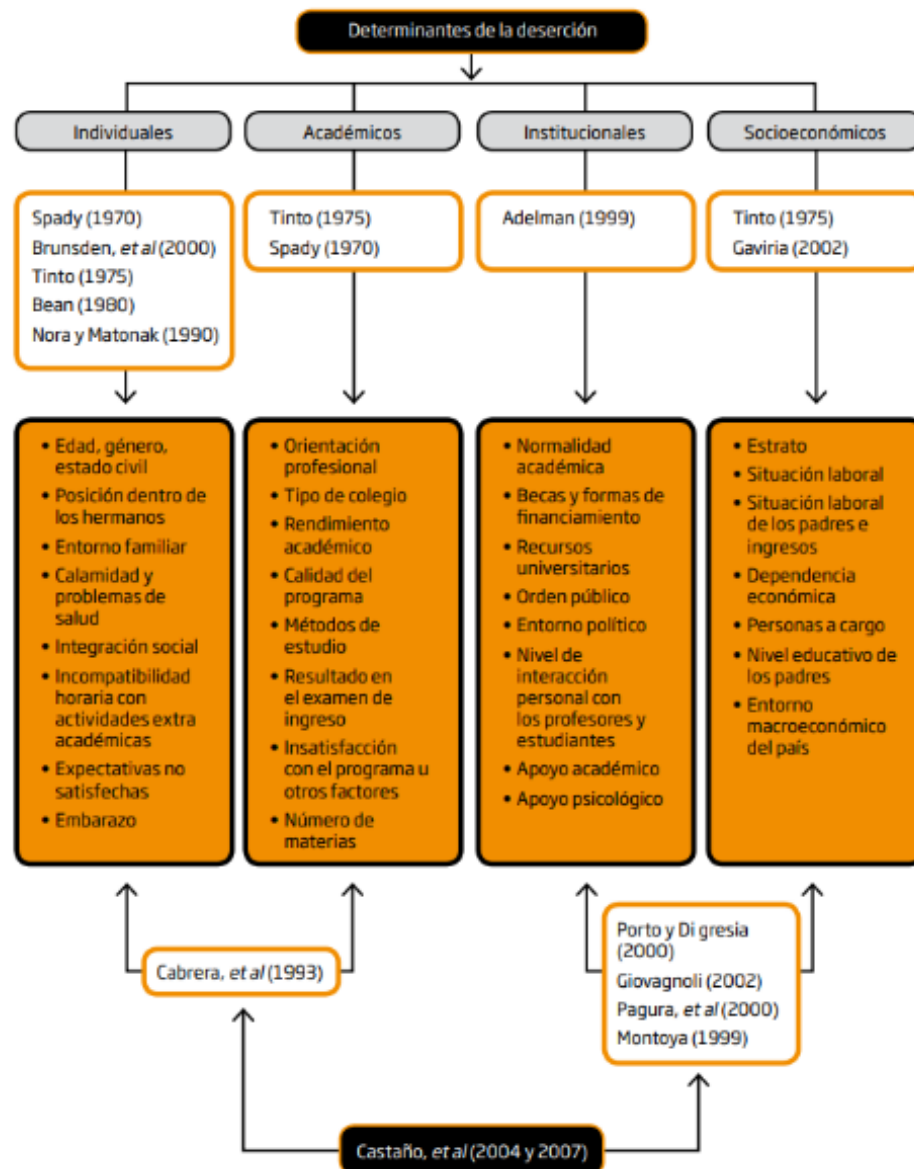 Determinantes de la deserción
Individuales
Académicos
Institucionales
Socioeconómicos
Spady (1970)
Brunsden, et al (2000)
Tinto (1975)
Bean (1980)
Nora y Matonak (1990)
Tinto (1975)
Spady (1970)
Adelman (1999)
Tinto (1975)
Gaviria (2002)
• Edad, género,
estado civil
• Posición dentro de
los hermanos
• Entorno familiar
• Calamidad y
problemas de
salud
• Integración social
• Incompatibilidad
horaria con
actividades extra
académicas
• Expectativas no
satisfechas
• Embarazo
• Orientación
profesional
• Tipo de colegio
• Rendimiento
académico
• Calidad del
programa
• Métodos de
estudio
• Resultado en
el examen de
ingreso
• Insatisfacción
con el programa u
otros factores
• Número de
materias
• Normalidad
académica
• Becas y formas de
financiamiento
• Recursos
universitarios
• Orden público
• Entorno político
• Nivel de
interacción
personal con
los profesores y
estudiantes
• Apoyo académico
• Apoyo psicológico
• Estrato
• Situación laboral
• Situación laboral
de los padres e
ingresos
• Dependencia
económica
• Personas a cargo
• Nivel educativo de
los padres
• Entorno
macroeconómico
del país
Cabrera, et al (1993)
Porto y Di gresia
(2000)
Giovagnoli (2002)
Pagura, et al (2000)
Montoya (1999)
Castaño, et al (2004 y 2007)